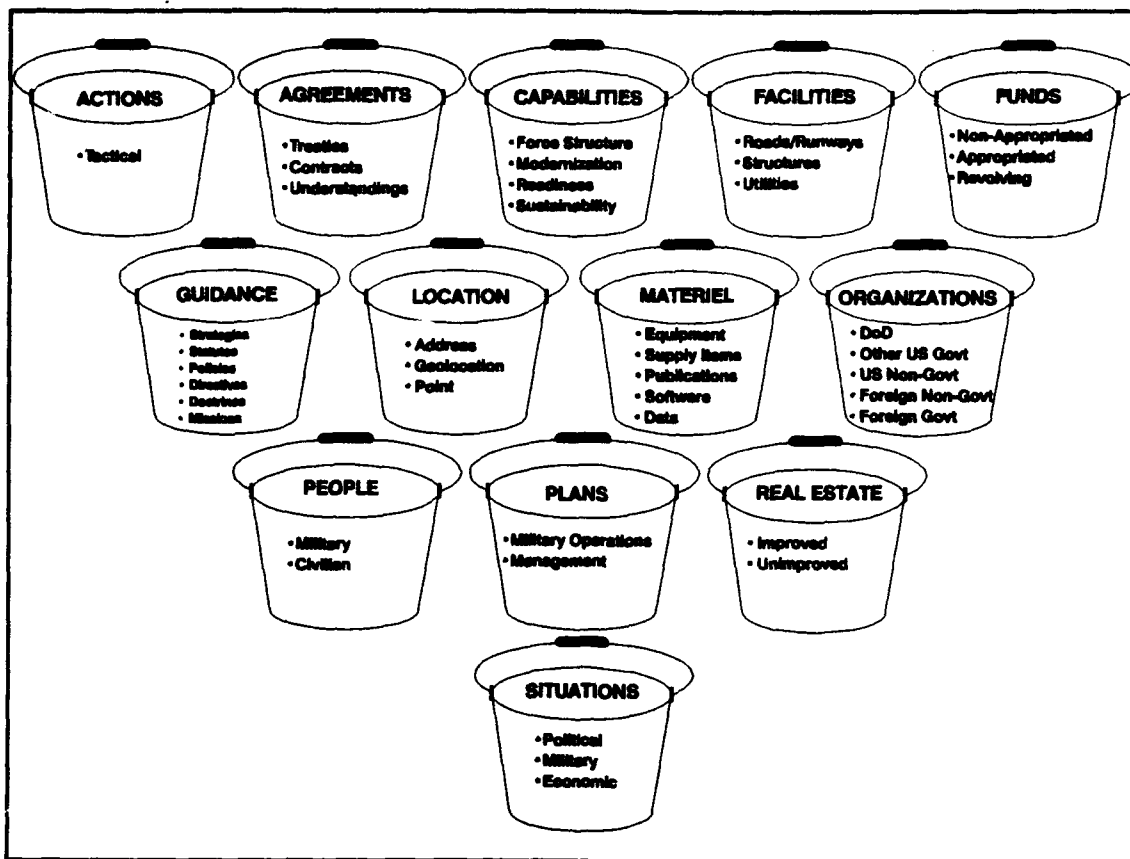 ACTIONS
• Tactical
AGREEMENTS
• Treaties
• Contracts
• Understandings
CAPABILITIES
• Force Structure
• Modernization
• Readiness
• Sustainability
FACILITIES
• Roads/Runways
• Structures
• Utilities
FUNDS
• Non-Appropriated
• Appropriated
• Revolving
GUIDANCE
• Strategies
• Statutes
• Policies
• Directives
• Doctrines
• Missions
LOCATION
• Address
• Geolocation
• Point
MATERIEL
• Equipment
• Supply Items
• Publications
• Software
• Data
ORGANIZATIONS
• DoD
• Other US Govt
• US Non-Govt
• Foreign Non-Govt
• Foreign Govt
PEOPLE
• Military
• Civilian
PLANS
• Military Operations
• Management
REAL ESTATE
• Improved
• Unimproved
SITUATIONS
• Political
• Military
• Economic